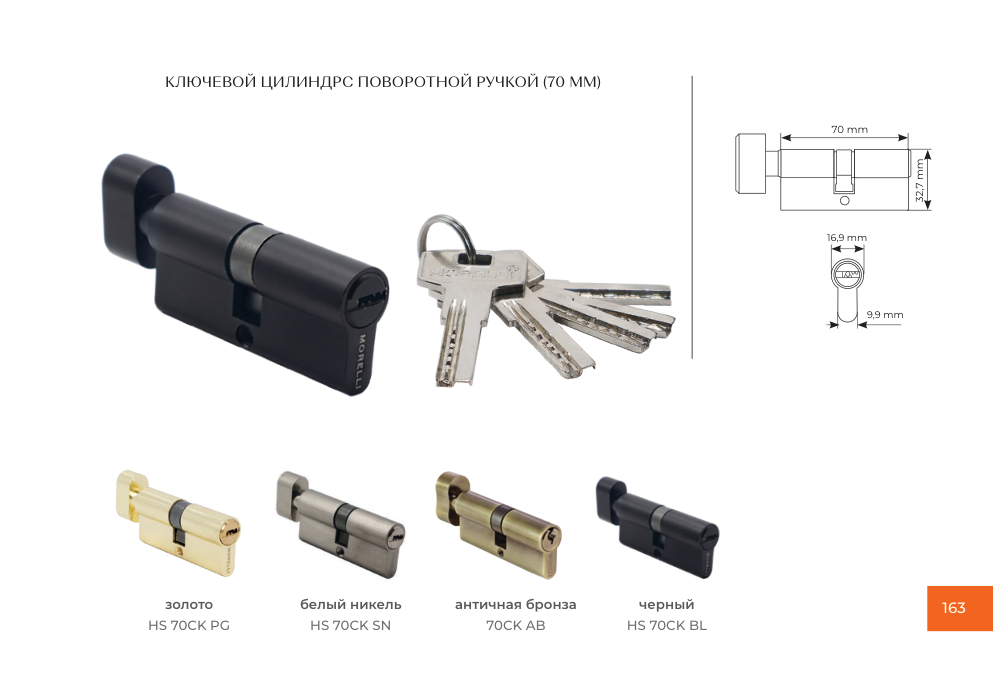 КЛЮЧЕВОЙ ЦИЛИНДРС ПОВОРОТНОЙ РУЧКОЙ (70 ММ)
70 mm
32,7 mm
16,9 mm
9,9 mm
MORELLI
MORELLI
золото
HS 70CK PG
белый никель
HS 70CK SN
античная бронза
70CK AB
черный
HS 70CK BL
163